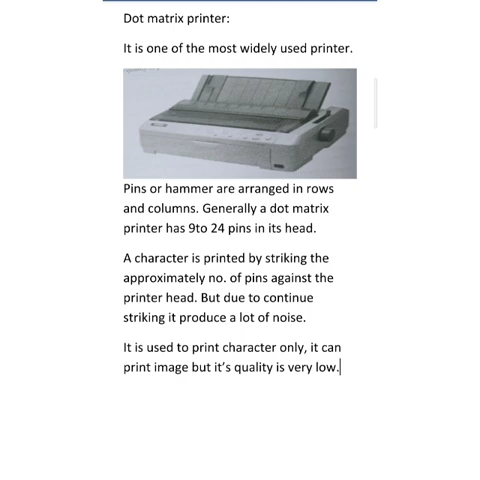 Dot matrix printer:
It is one of the most widely used printer.
Pins or hammer are arranged in rows
and columns. Generally a dot matrix
printer has 9to 24 pins in its head.
A character is printed by striking the
approximately no. of pins against the
printer head. But due to continue
striking it produce a lot of noise.
It is used to print character only, it can
print image but it’s quality is very low.